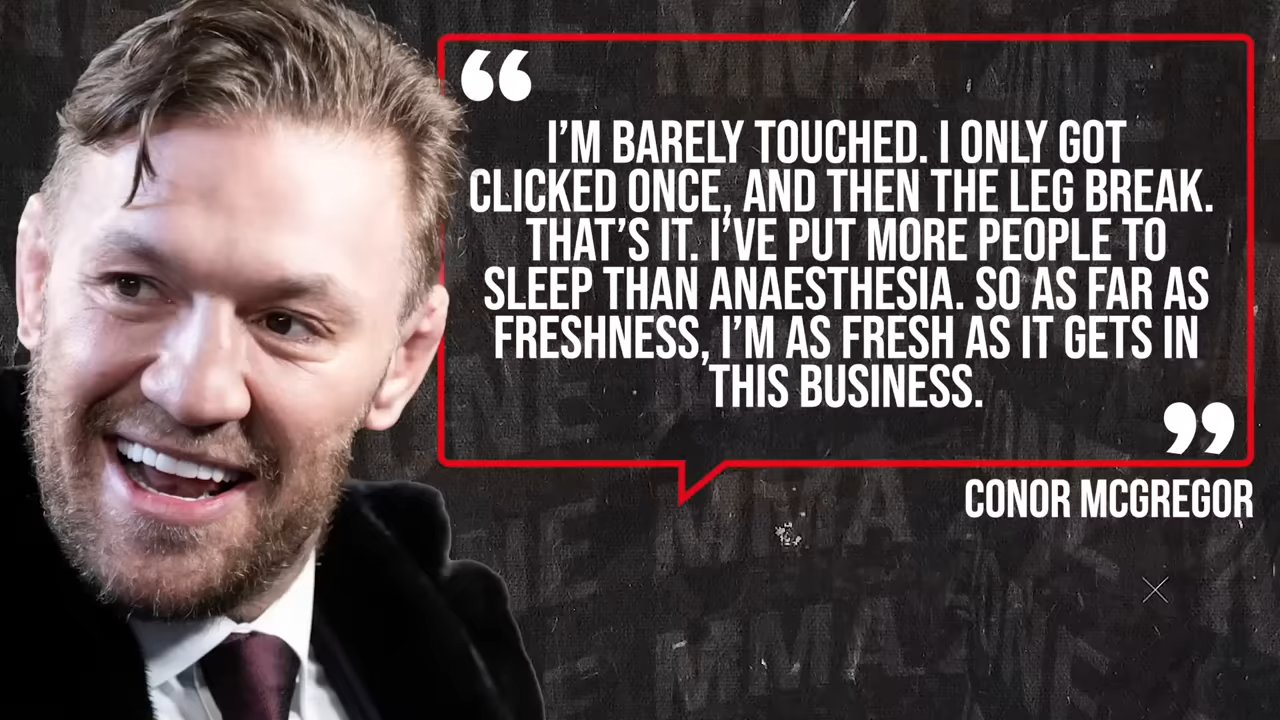 “
I’M BARELY TOUCHED. I ONLY GOT
CLICKED ONCE, AND THEN THE LEG BREAK.
THAT’S IT. I’VE PUT MORE PEOPLE TO
SLEEP THAN ANAESTHESIA. SO AS FAR AS
FRESHNESS, I’M AS FRESH AS IT GETS IN
THIS BUSINESS.
”
CONOR MCGREGOR